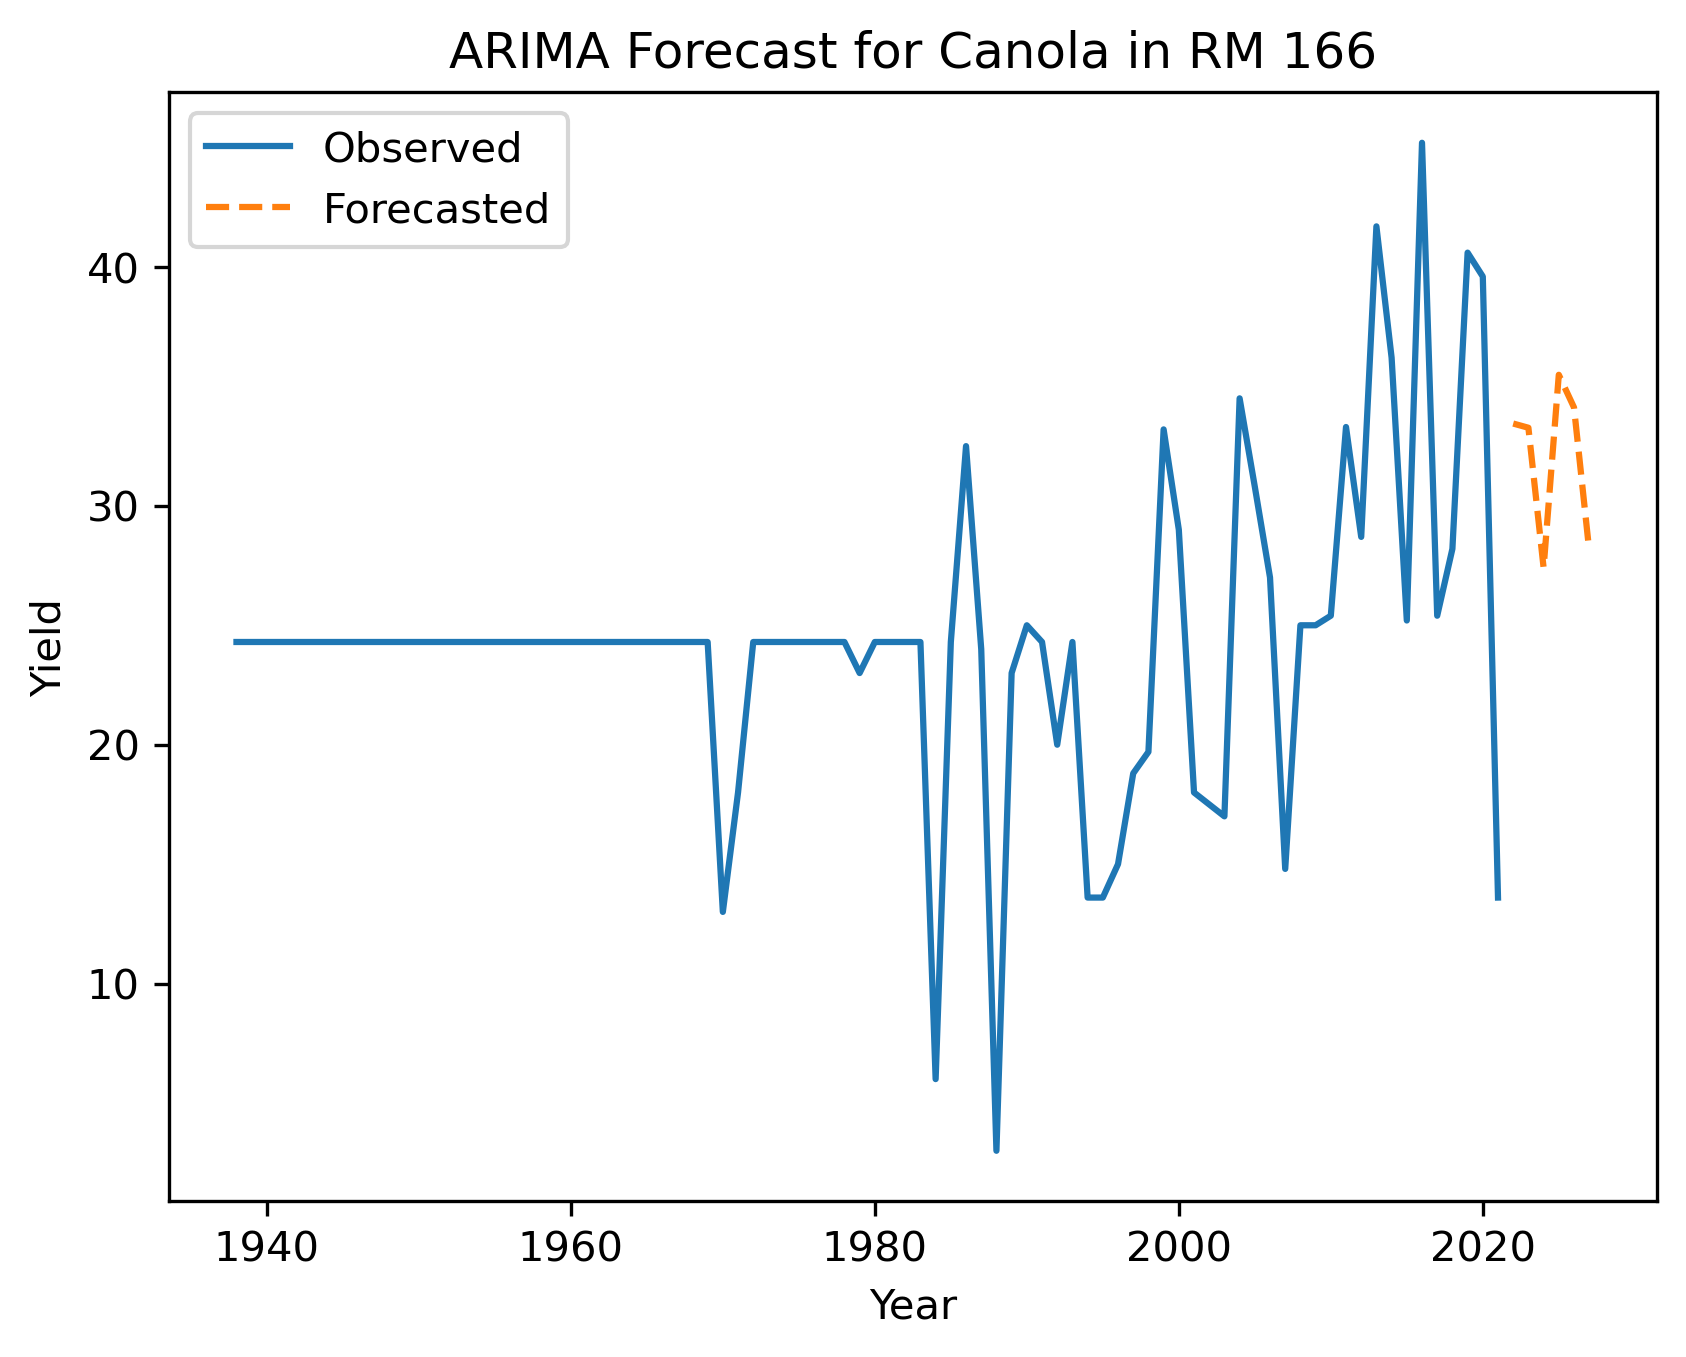 ARIMA Forecast for Canola in RM 166
Observed
Forecasted
40
30
20
10
Yield
1940 1960 1980 2000 2020
Year